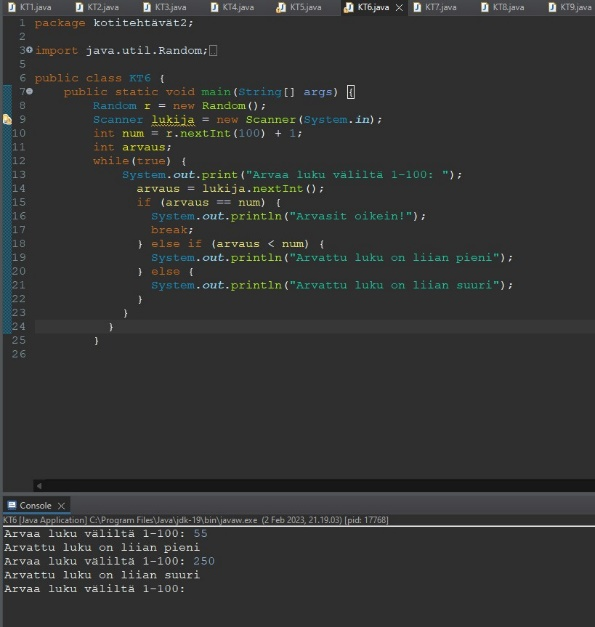 KT1.java KT2.java KT3.java KT4.java KT5.java KT6.java KT7.java KT8.java KT9.java
1 package kotitehtävät2;
2
3 import java.util.Random;
5
6 public class KT6 {
7 public static void main(String[] args) {
8 Random r = new Random();
9 Scanner lukija = new Scanner(System.in);
10 int num = r.nextInt(100) + 1;
11 int arvaus;
12 while(true) {
13 System.out.print("Arvaa luku väliltä 1-100: ");
14 arvaus = lukija.nextInt();
15 if (arvaus == num) {
16 System.out.println("Arvasit oikein!");
17 break;
18 } else if (arvaus < num) {
19 System.out.println("Arvattu luku on liian pieni");
20 } else {
21 System.out.println("Arvattu luku on liian suuri");
22 }
23 }
24 }
25 }
26
Console
KT6 [Java Application] C:\Program Files\Java\jdk-19\bin\javaw.exe (2 Feb 2023, 21.19.03) [pid: 17768]
Arvaa luku väliltä 1-100: 55
Arvattu luku on liian pieni
Arvaa luku väliltä 1-100: 250
Arvattu luku on liian suuri
Arvaa luku väliltä 1-100: